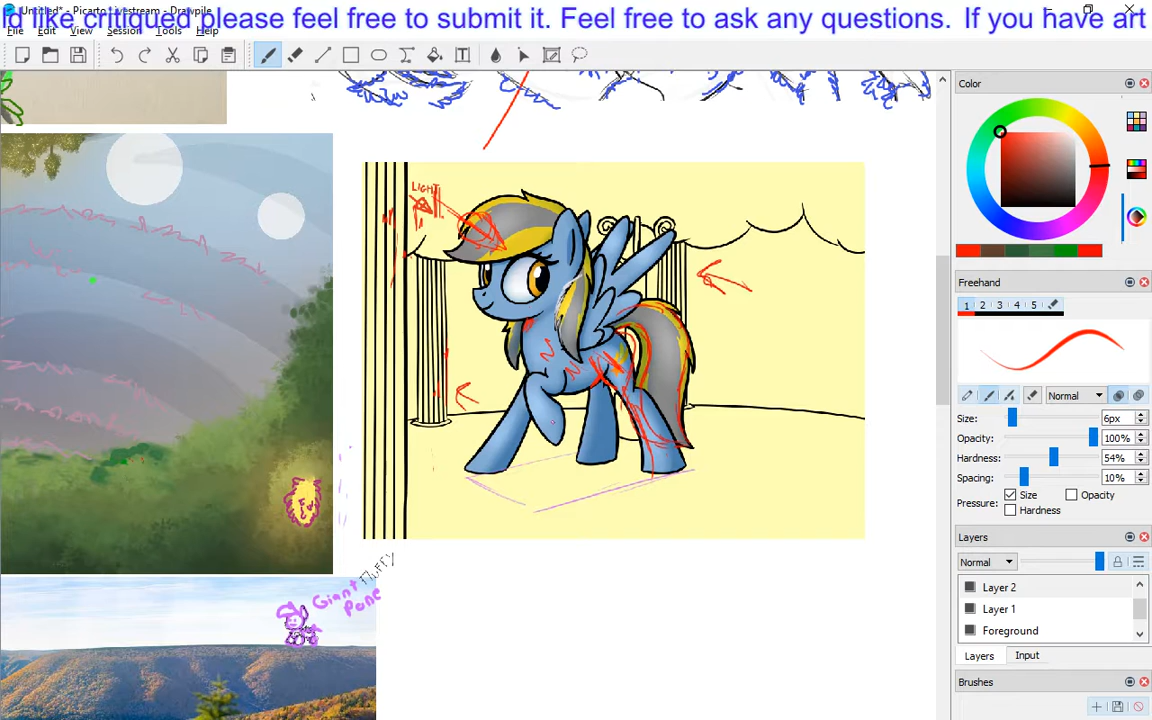 Untitled* - Picarto Livestream - Drawpile
ld like critiqued please feel free to submit it. Feel free to ask any questions. If you have art
File Edit View Session Tools Help
Color
LIGHT
Freehand
1 2 3 4 5
Normal
Size: 6px
Opacity: 100%
Hardness: 54%
Spacing: 10%
Pressure: Size Opacity
Hardness
Layers
Normal
Layer 2
Layer 1
Foreground
Layers Input
Brushes
Fluffy
Giant
Pone